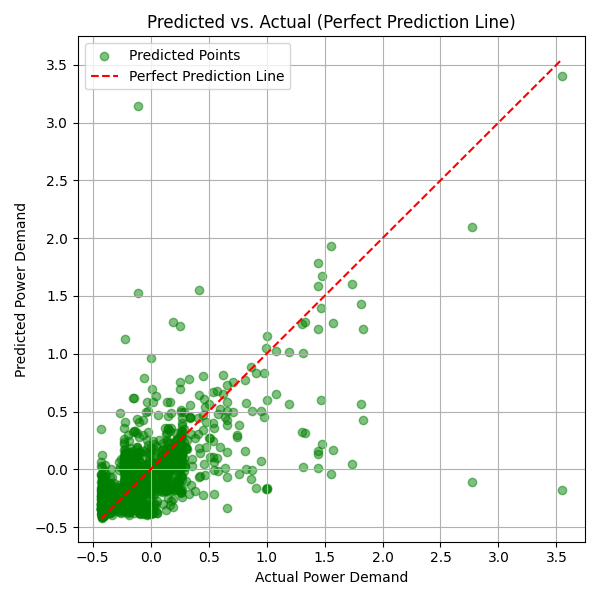 Predicted vs. Actual (Perfect Prediction Line)
Predicted Points
Perfect Prediction Line
Predicted Power Demand
3.5
3.0
2.5
2.0
1.5
1.0
0.5
0.0
−0.5
−0.5 0.0 0.5 1.0 1.5 2.0 2.5 3.0 3.5
Actual Power Demand